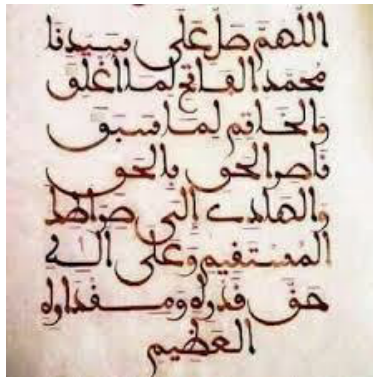 اللهم صل على سيدنا
محمد الفاتح لما أغلق
والخاتم لما سبق
ناصر الحق بالحق
والهادي إلى صراطك
المستقيم وعلى آله
حق قدره ومقداره
العظيم